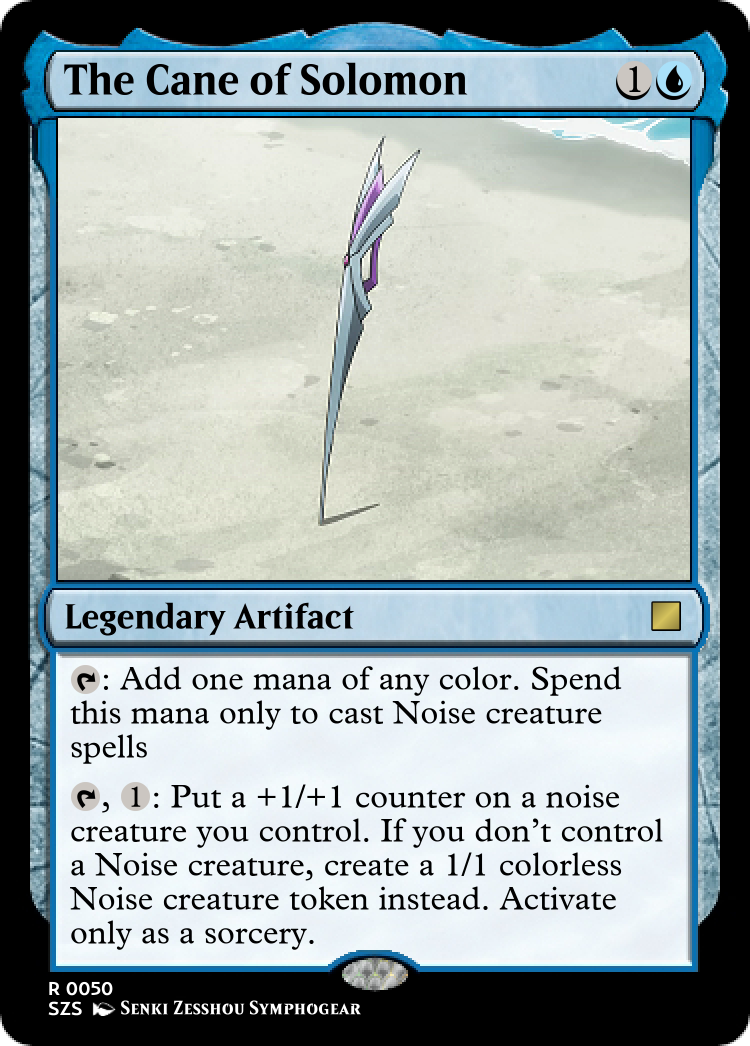 The Cane of Solomon 1
Legendary Artifact
: Add one mana of any color. Spend
this mana only to cast Noise creature
spells
, 1: Put a +1/+1 counter on a noise
creature you control. If you don't control
a Noise creature, create a 1/1 colorless
Noise creature token instead. Activate
only as a sorcery.
R 0050
SZS SENKI ZESSHOU SYMPHOGEAR